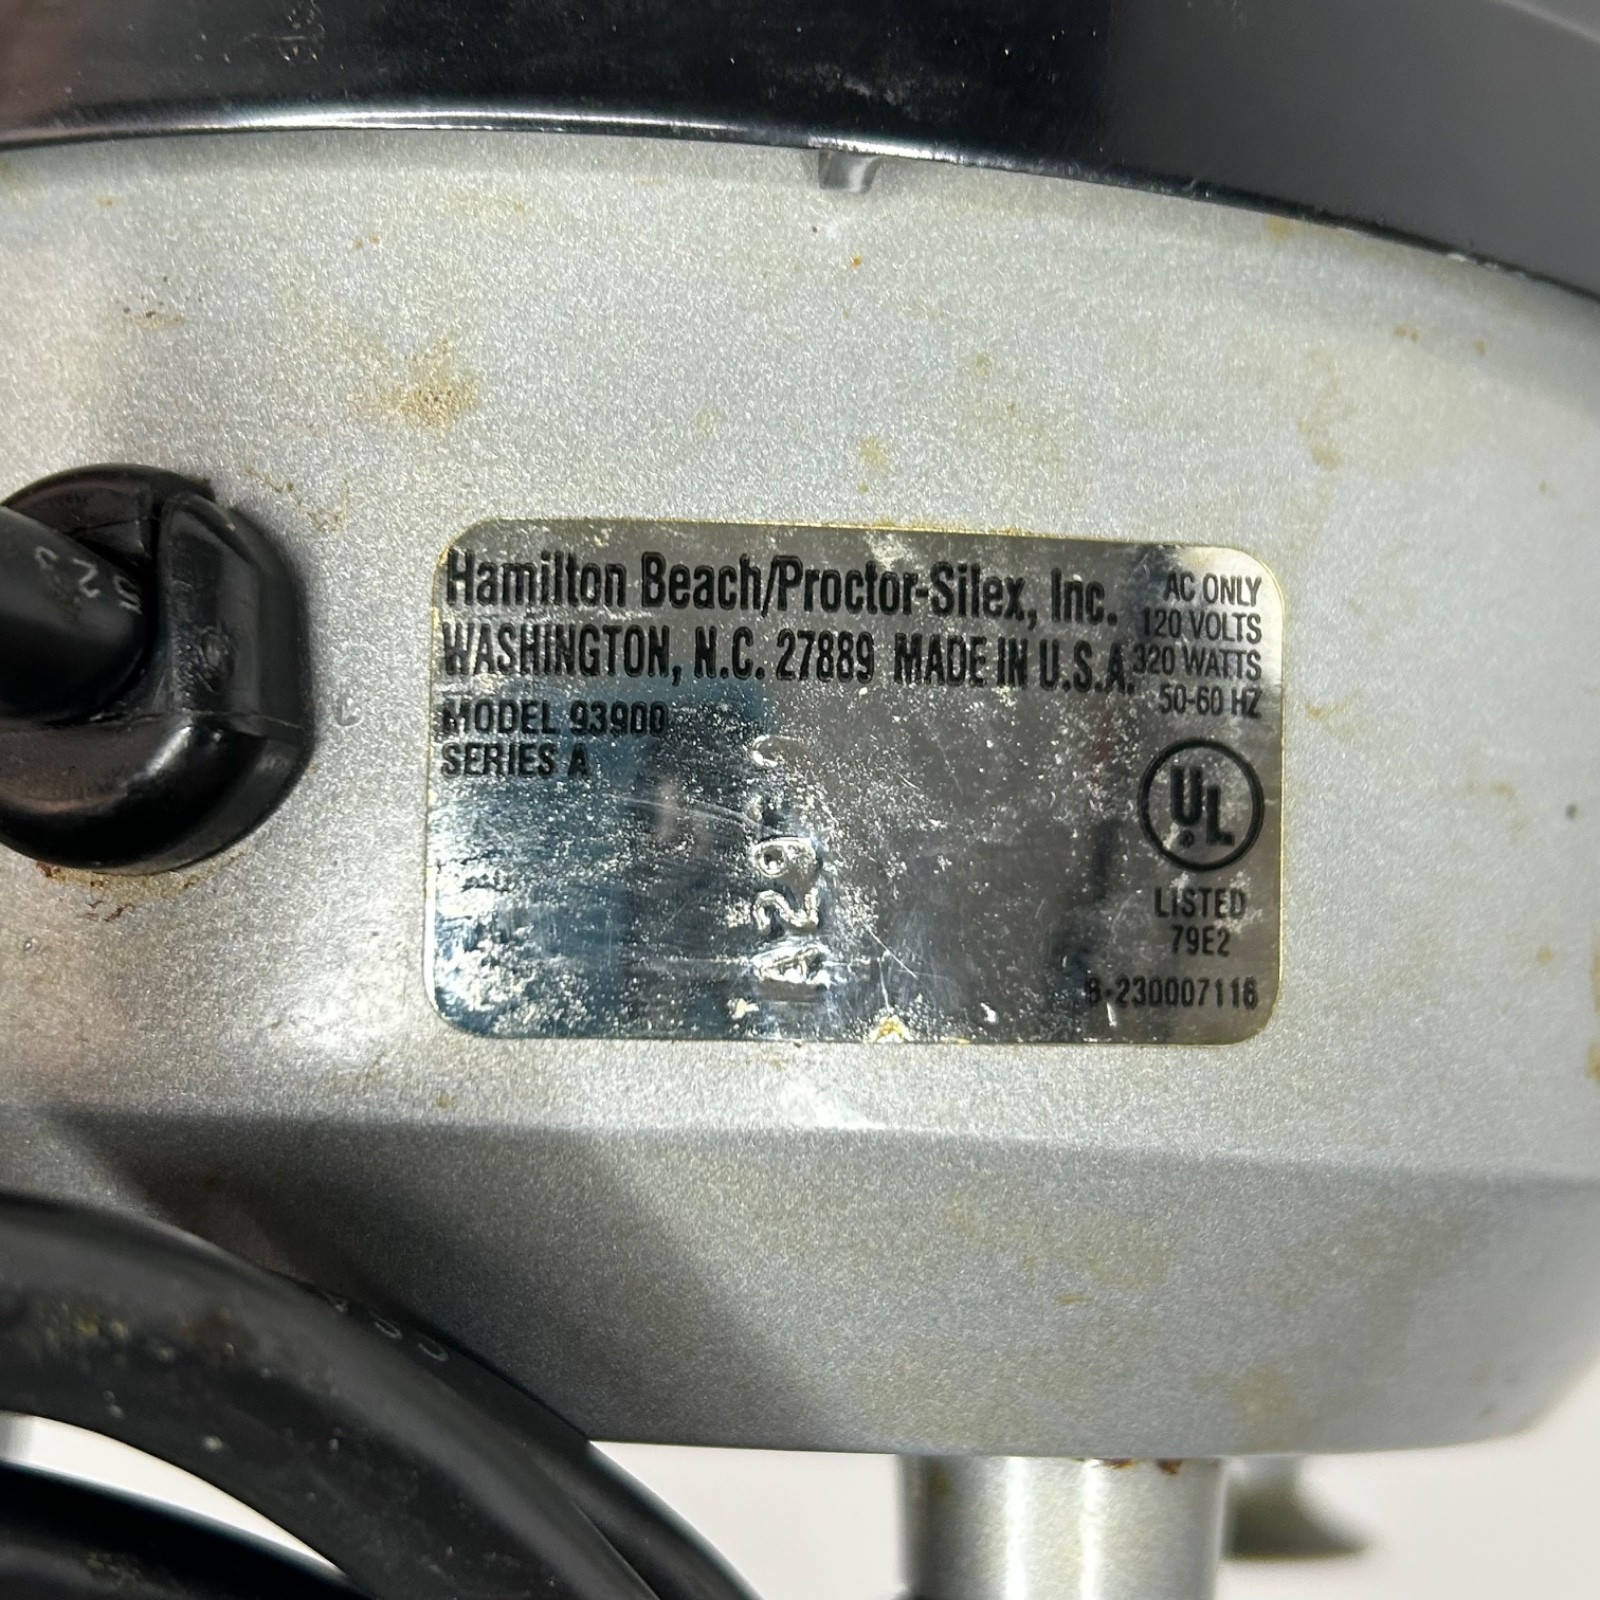 Hamilton Beach/Proctor-Silex, Inc.
WASHINGTON, N.C. 27889 MADE IN U.S.A.
MODEL 93900
SERIES A
AC ONLY
120 VOLTS
320 WATTS
50-60 HZ
UL
LISTED
79E2
B-230007116